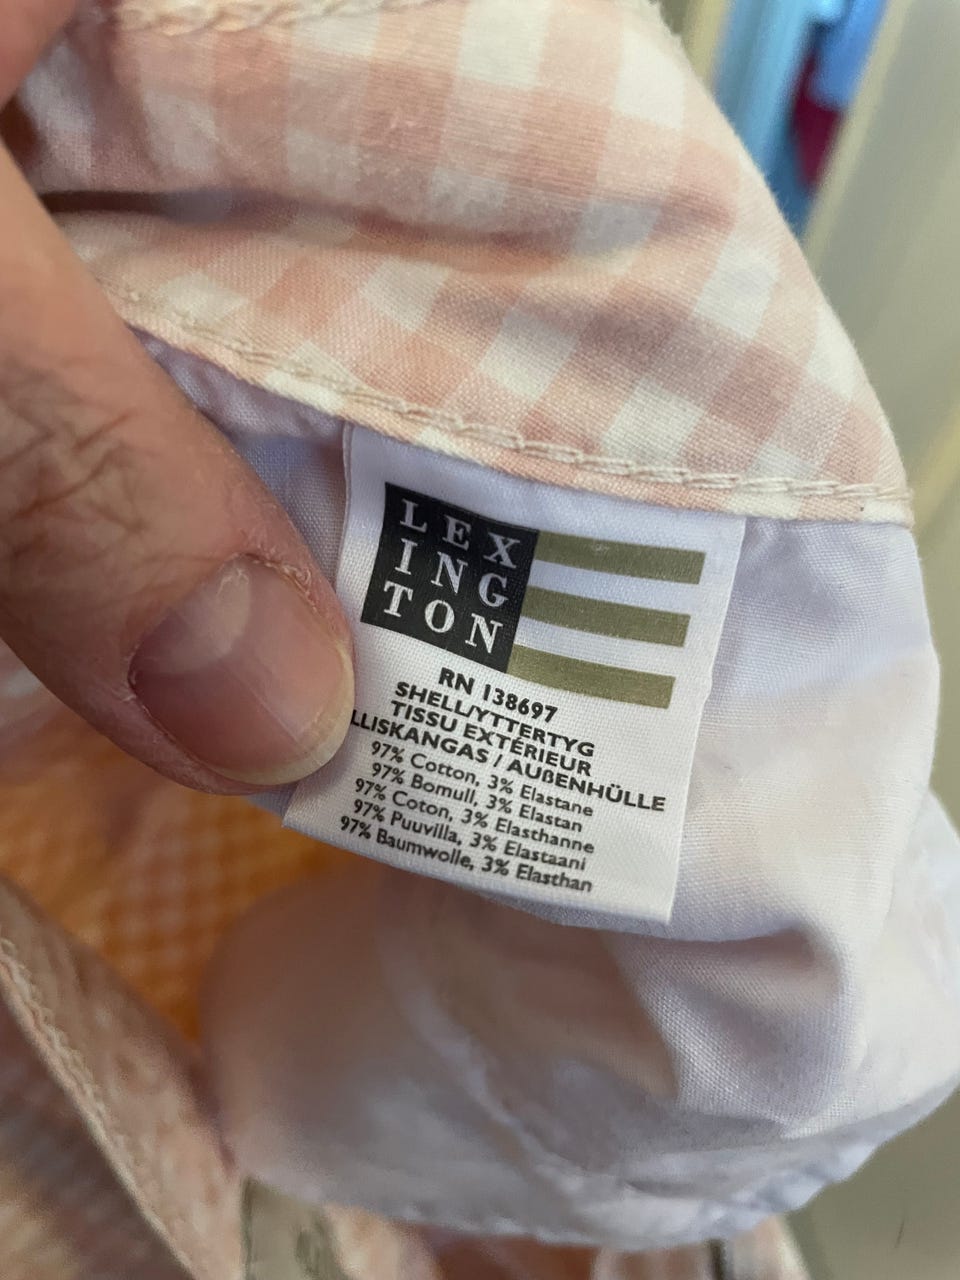 LEX
ING
TON
RN 138697
SHELL/YTTERTYG
TISSU EXTÉRIEUR
LLISKANGAS / AUßENHÜLLE
97% Cotton, 3% Elastane
97% Bomull, 3% Elastan
97% Coton, 3% Elasthanne
97% Puuvilla, 3% Elastaani
97% Baumwolle, 3% Elasthan